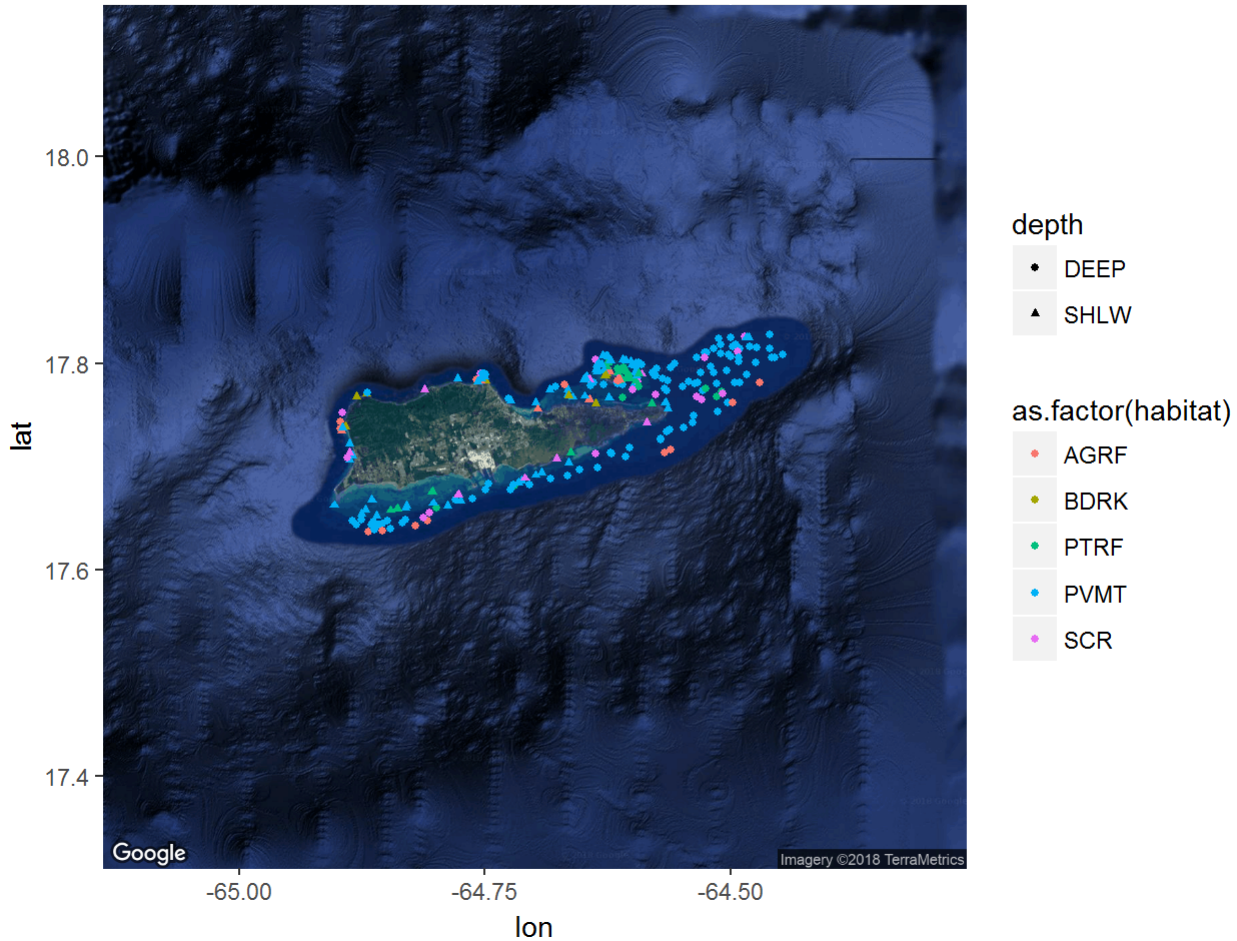 lat
18.0
17.8
17.6
17.4
Google
Imagery ©2018 TerraMetrics
-65.00
-64.75
-64.50
lon
depth
DEEP
SHLW
as.factor(habitat)
AGRF
BDRK
PTRF
PVMT
SCR